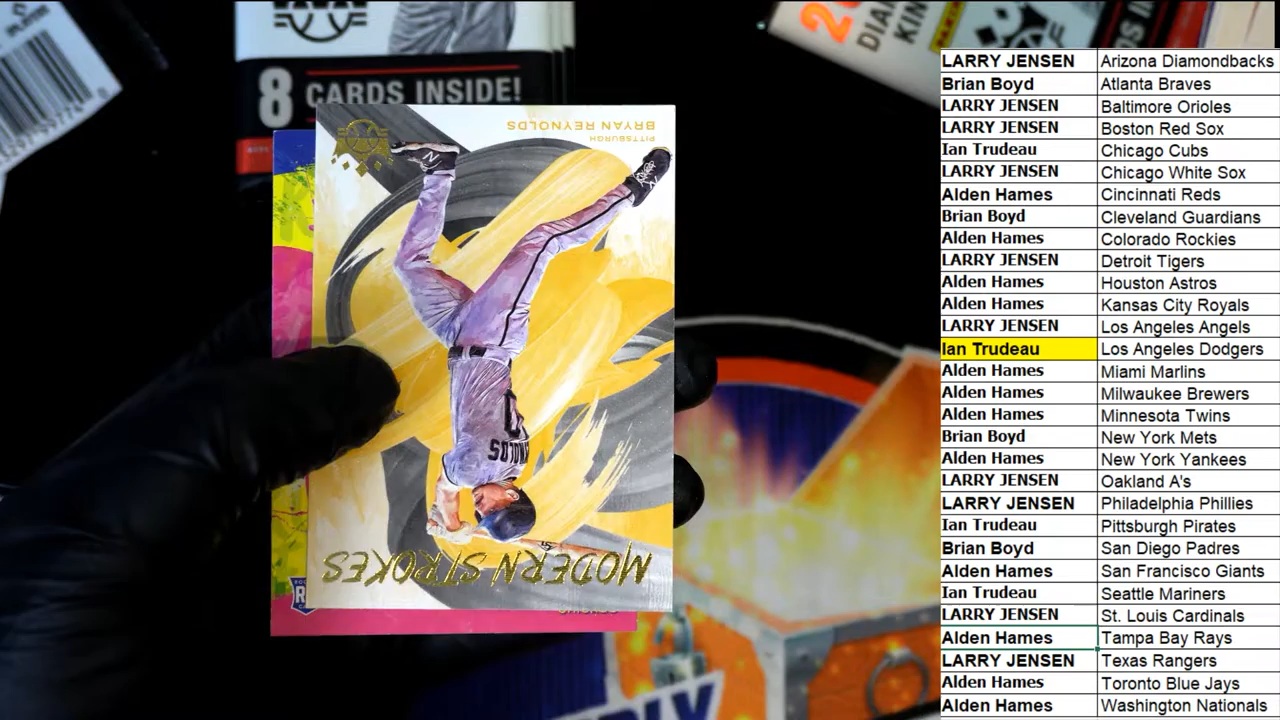 8 CARDS INSIDE!
DIAM
KIN
PITTSBURGH
BRYAN REYNOLDS
MODERN STROKES
LARRY JENSEN Arizona Diamondbacks
Brian Boyd Atlanta Braves
LARRY JENSEN Baltimore Orioles
LARRY JENSEN Boston Red Sox
Ian Trudeau Chicago Cubs
LARRY JENSEN Chicago White Sox
Alden Hames Cincinnati Reds
Brian Boyd Cleveland Guardians
Alden Hames Colorado Rockies
LARRY JENSEN Detroit Tigers
Alden Hames Houston Astros
Alden Hames Kansas City Royals
LARRY JENSEN Los Angeles Angels
Ian Trudeau Los Angeles Dodgers
Alden Hames Miami Marlins
Alden Hames Milwaukee Brewers
Alden Hames Minnesota Twins
Brian Boyd New York Mets
Alden Hames New York Yankees
LARRY JENSEN Oakland A's
LARRY JENSEN Philadelphia Phillies
Ian Trudeau Pittsburgh Pirates
Brian Boyd San Diego Padres
Alden Hames San Francisco Giants
Ian Trudeau Seattle Mariners
LARRY JENSEN St. Louis Cardinals
Alden Hames Tampa Bay Rays
LARRY JENSEN Texas Rangers
Alden Hames Toronto Blue Jays
Alden Hames Washington Nationals